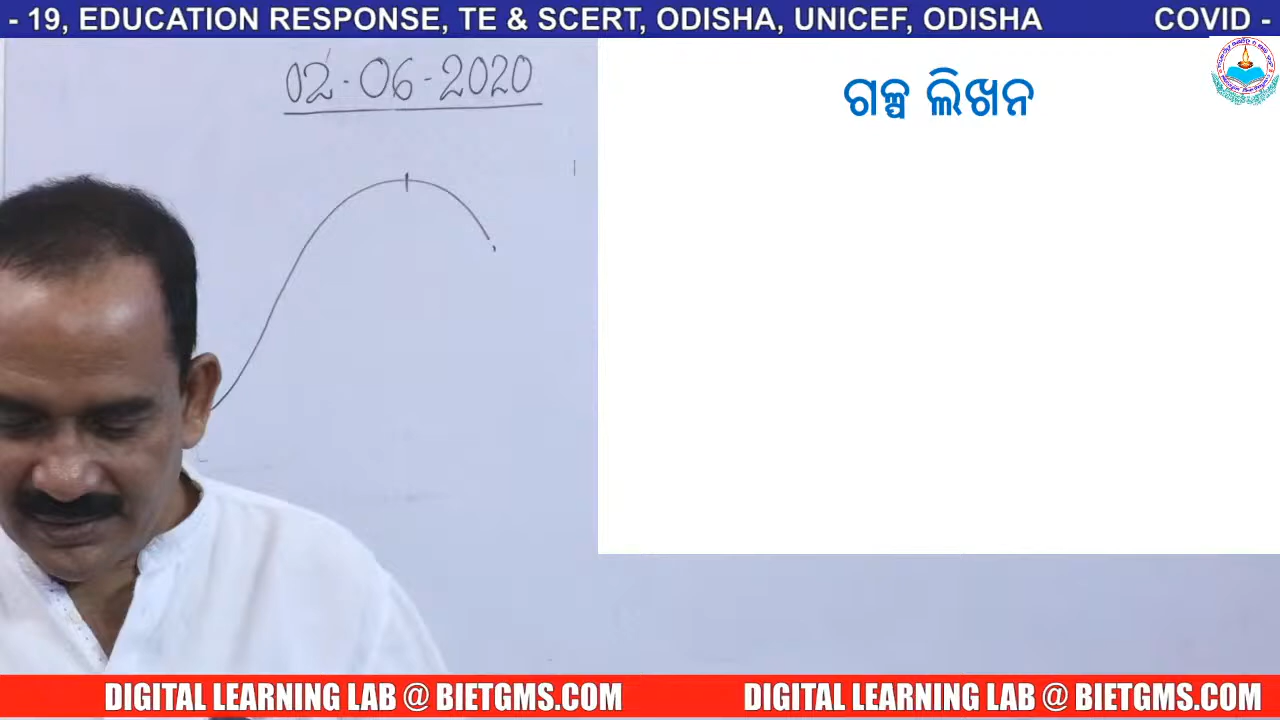 - 19, EDUCATION RESPONSE, TE & SCERT, ODISHA, UNICEF, ODISHA COVID -
02-06-2020
ଗଳ୍ପ ଲିଖନ
DIGITAL LEARNING LAB @ BIETGMS.COM DIGITAL LEARNING LAB @ BIETGMS.COM